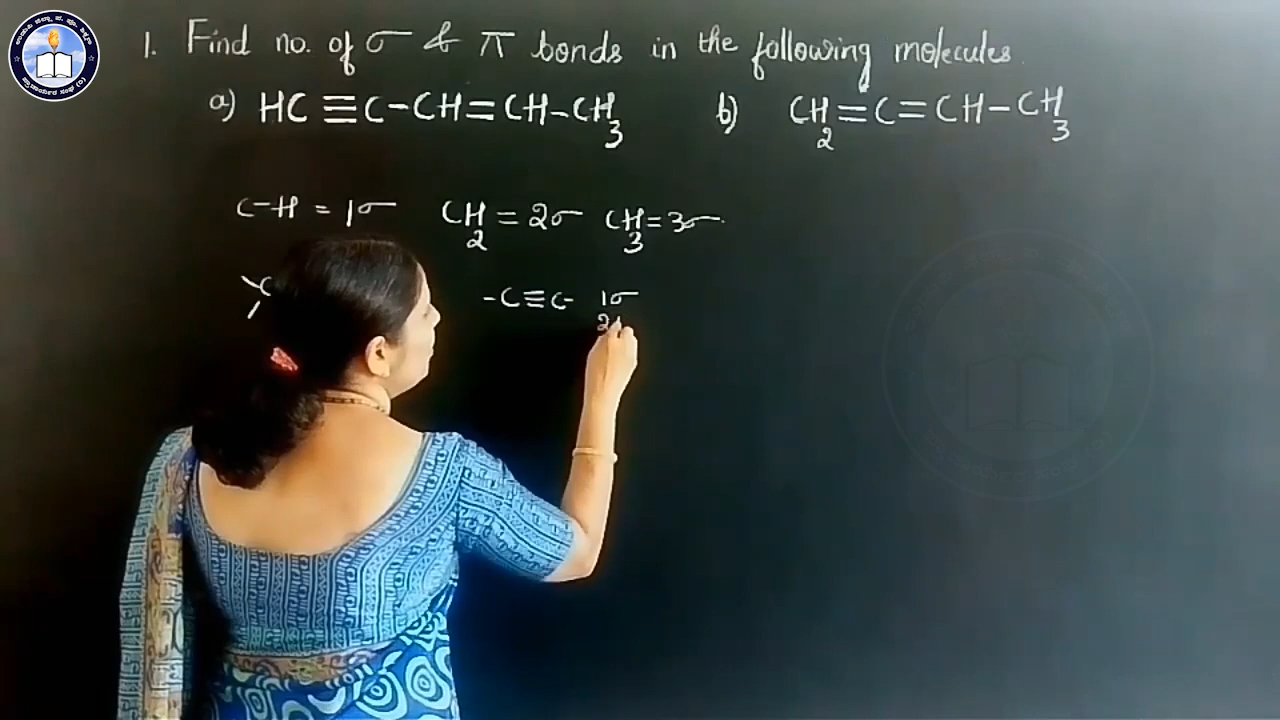 1. Find no. of σ & π bonds in the following molecules.
a) HC≡C-CH=CH-CH3 b) CH2=C=CH-CH3
C-H = 1σ CH2 = 2σ CH3 = 3σ
-C≡C- 1σ
2